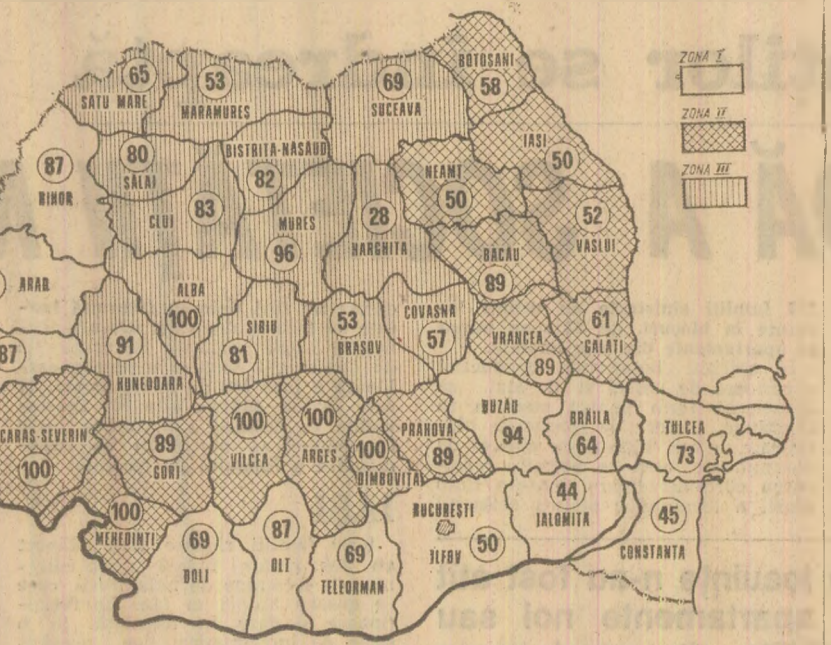 ZONA I
ZONA II
ZONA III
65
SATU MARE
53
MARAMURES
69
SUCEAVA
BOTOSANI
58
87
BIHOR
80
SALAJ
BISTRITA-NASAUD
82
IASI
50
NEAMT
50
CLUJ
83
MURES
96
28
HARGHITA
52
VASLUI
BACAU
89
ARAD
ALBA
100
SIBIU
81
53
BRASOV
COVASNA
57
VRANCEA
89
61
GALATI
87
91
HUNEDOARA
CARAS-SEVERIN
100
89
GORJ
100
VILCEA
100
ARGES
100
DIMBOVITA
PRAHOVA
89
BUZAU
94
BRAILA
64
TULCEA
73
100
MEHEDINTI
69
DOLJ
87
OLT
69
TELEORMAN
BUCURESTI
ILFOV
50
44
IALOMITA
45
CONSTANTA